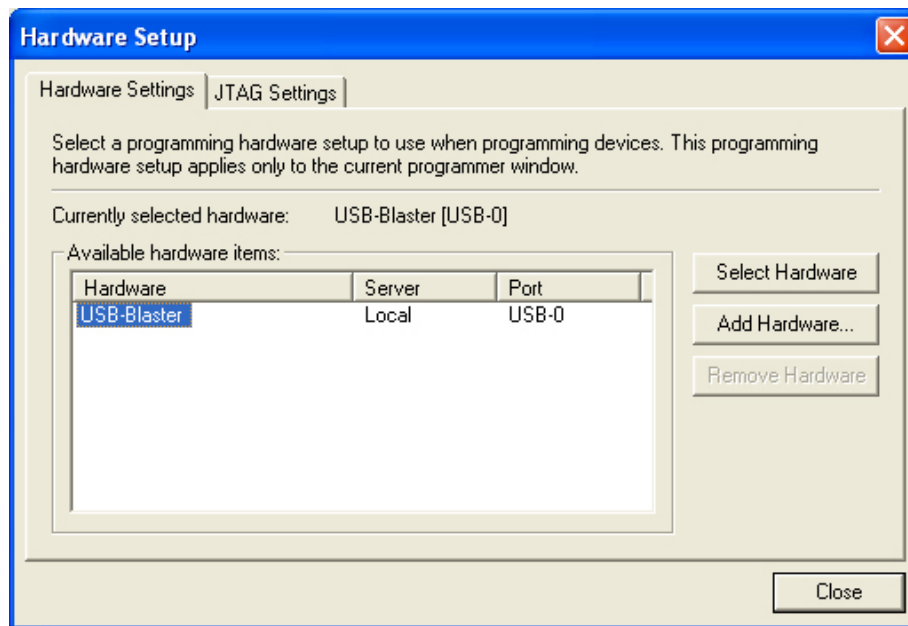 Hardware Setup
Hardware Settings JTAG Settings
Select a programming hardware setup to use when programming devices. This programming
hardware setup applies only to the current programmer window.
Currently selected hardware: USB-Blaster [USB-0]
Available hardware items:
Hardware Server Port
USB-Blaster Local USB-0
Select Hardware
Add Hardware...
Remove Hardware
Close